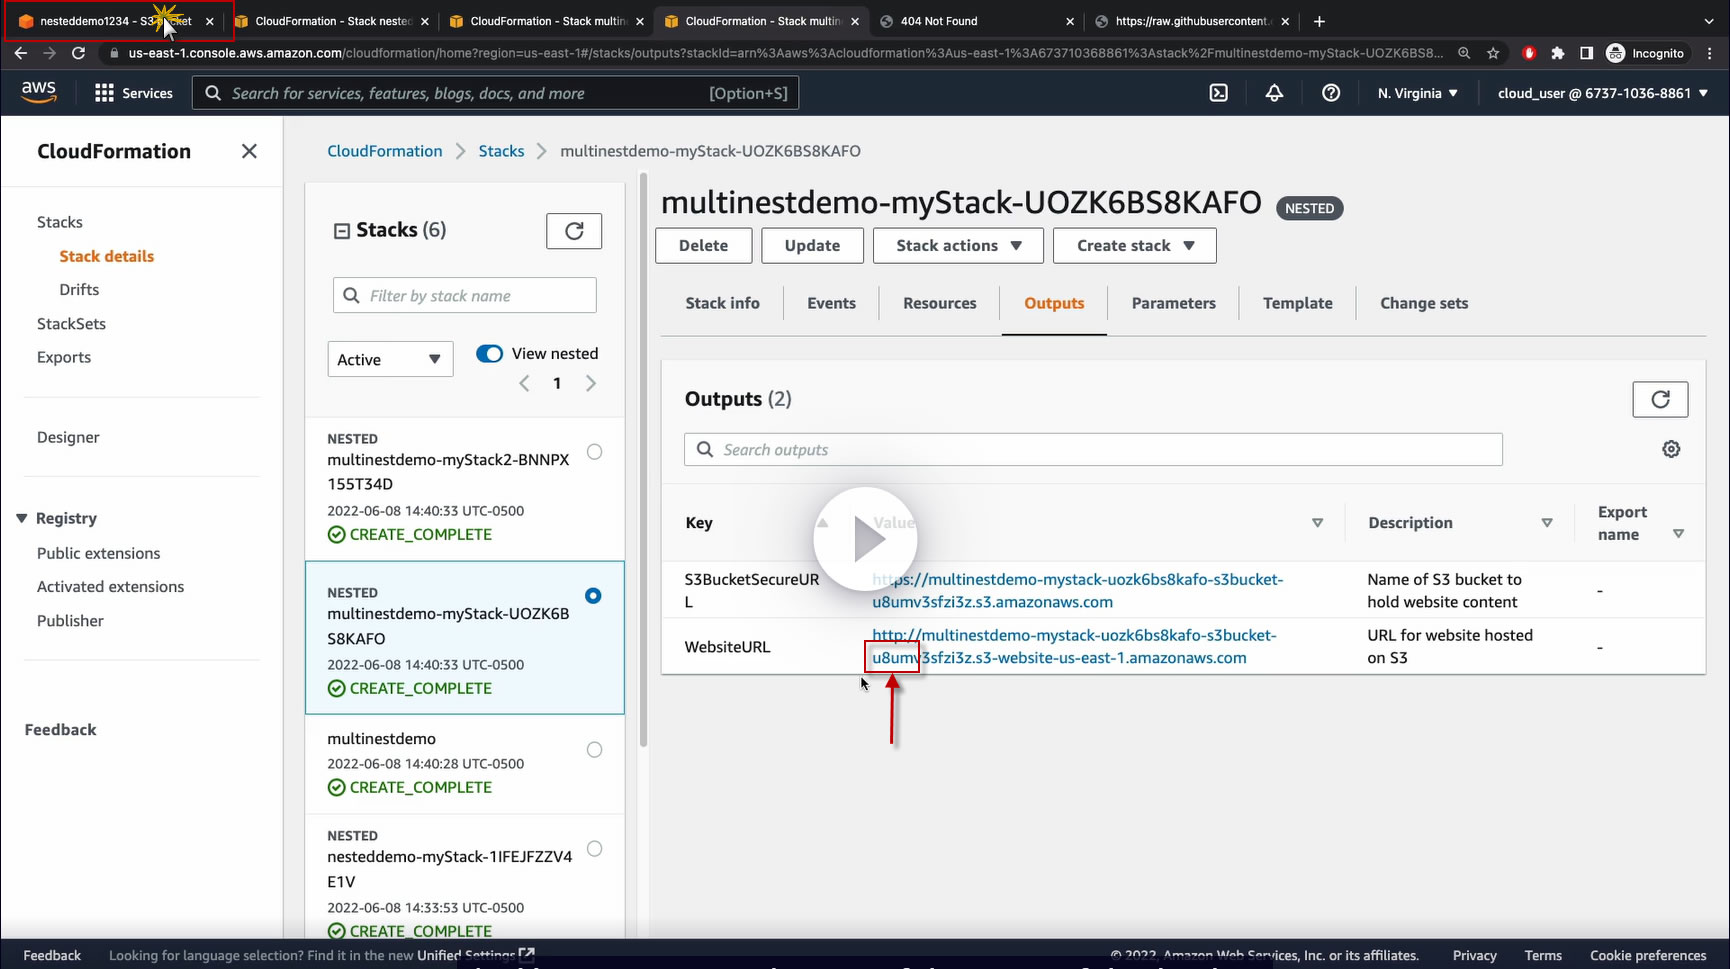 nesteddemo1234 - S3 bucket
CloudFormation - Stack nested
CloudFormation - Stack multin
CloudFormation - Stack multin
404 Not Found
https://raw.githubusercontent.
us-east-1.console.aws.amazon.com/cloudformation/home?region=us-east-1#/stacks/outputs?stackId=arn%3Aaws%3Acloudformation%3Aus-east-1%3A673710368861%3Astack%2Fmultinestdemo-myStack-UOZK6BS8...
Incognito
aws
Services
Search for services, features, blogs, docs, and more
[Option+S]
N. Virginia
cloud_user @ 6737-1036-8861
CloudFormation
Stacks
Stack details
Drifts
StackSets
Exports
Designer
Registry
Public extensions
Activated extensions
Publisher
Feedback
CloudFormation
Stacks
multinestdemo-myStack-UOZK6BS8KAFO
Stacks (6)
Filter by stack name
Active
View nested
1
NESTED
multinestdemo-myStack2-BNNPX
155T34D
2022-06-08 14:40:33 UTC-0500
CREATE_COMPLETE
NESTED
multinestdemo-myStack-UOZK6B
S8KAFO
2022-06-08 14:40:33 UTC-0500
CREATE_COMPLETE
multinestdemo
2022-06-08 14:40:28 UTC-0500
CREATE_COMPLETE
NESTED
nesteddemo-myStack-1IFEJFZZV4
E1V
2022-06-08 14:33:53 UTC-0500
CREATE_COMPLETE
multinestdemo-myStack-UOZK6BS8KAFO
NESTED
Delete
Update
Stack actions
Create stack
Stack info
Events
Resources
Outputs
Parameters
Template
Change sets
Outputs (2)
Search outputs
Key
Value
Description
Export
name
S3BucketSecureUR
L
https://multinestdemo-mystack-uozk6bs8kafo-s3bucket-
u8umv3sfzi3z.s3.amazonaws.com
Name of S3 bucket to
hold website content
-
WebsiteURL
http://multinestdemo-mystack-uozk6bs8kafo-s3bucket-
u8umv3sfzi3z.s3-website-us-east-1.amazonaws.com
URL for website hosted
on S3
-
Feedback
Looking for language selection? Find it in the new Unified Settings
© 2022, Amazon Web Services, Inc. or its affiliates.
Privacy
Terms
Cookie preferences